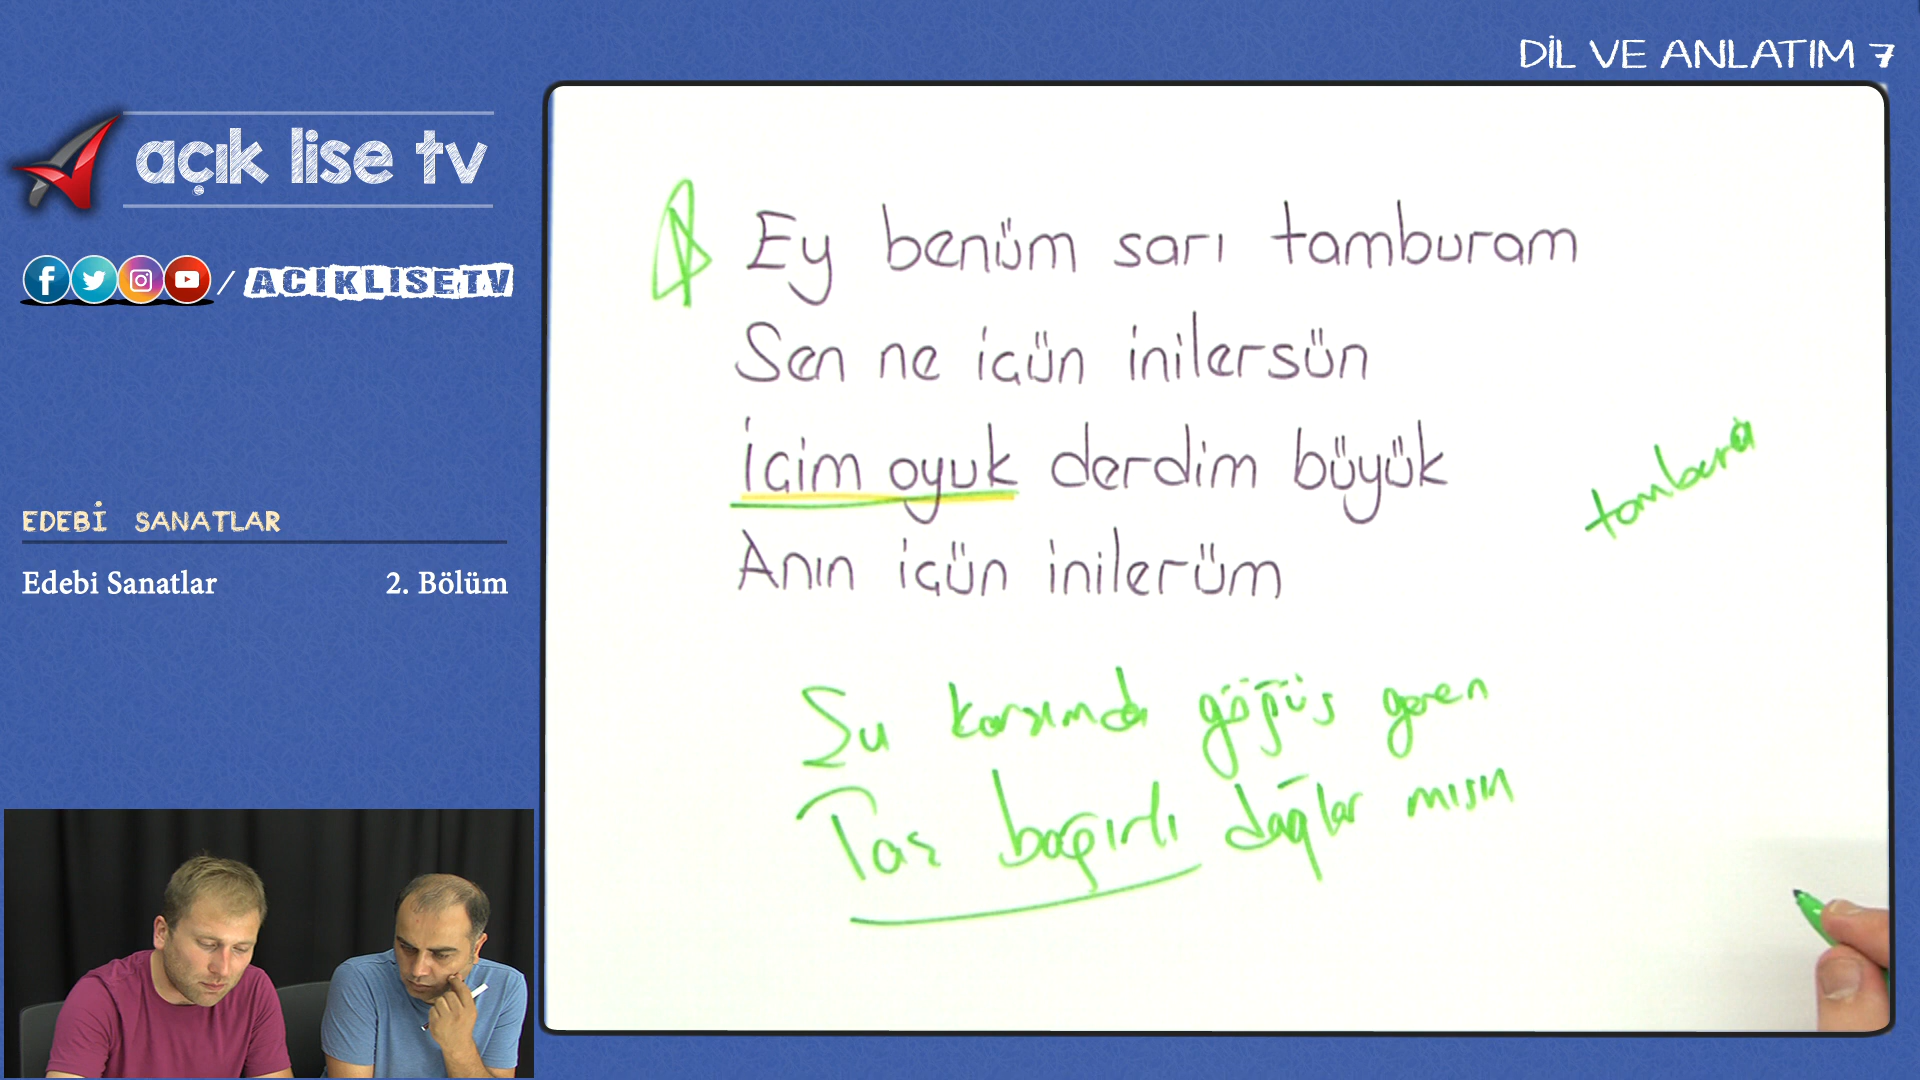 DİL VE ANLATIM 7
açık lise tv
/ ACIKLISETV
EDEBİ SANATLAR
Edebi Sanatlar 2. Bölüm
Ey benüm sarı tamburam
Sen ne içün inilersün
İçim oyuk derdim büyük
Anın içün inilerüm
tambura
Şu karşımda göğüs geren
Taş bağırlı dağlar mısın